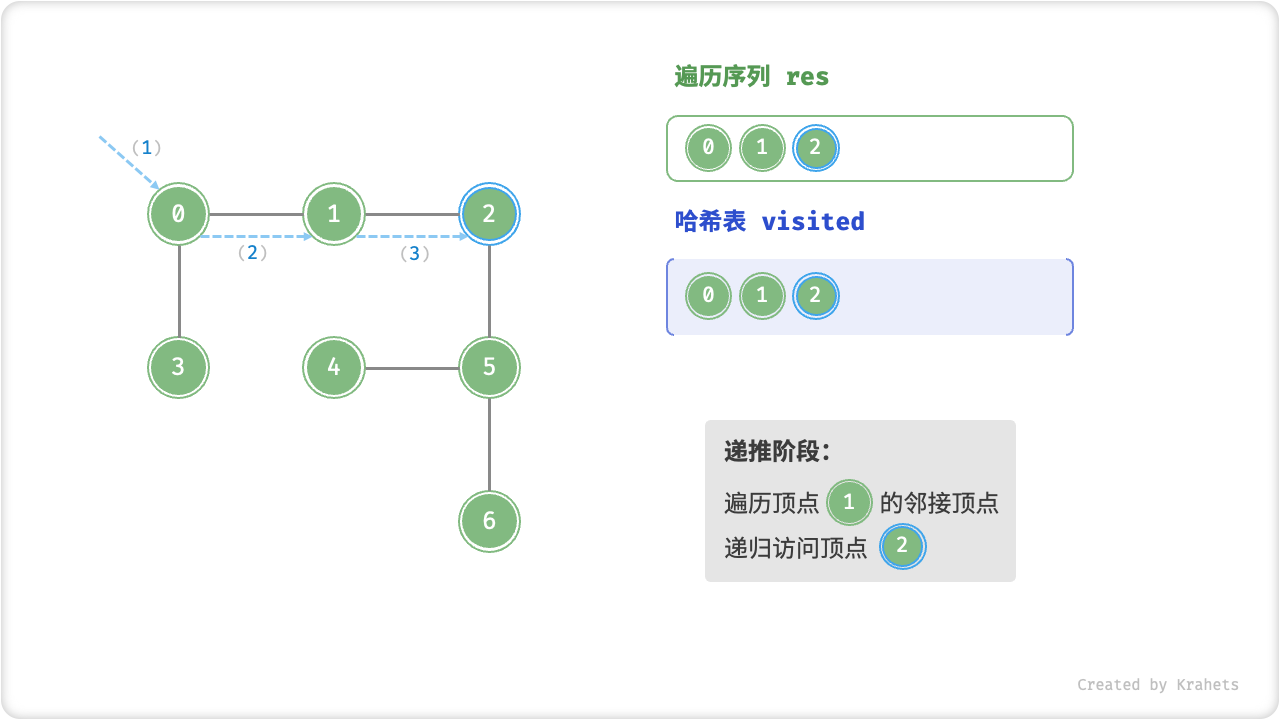 遍历序列 res
(1)
0 1 2
0 1 2
哈希表 visited
(2) (3)
0 1 2
3 4 5
递推阶段:
遍历顶点 1 的邻接顶点
6
递归访问顶点 2
Created by Krahets